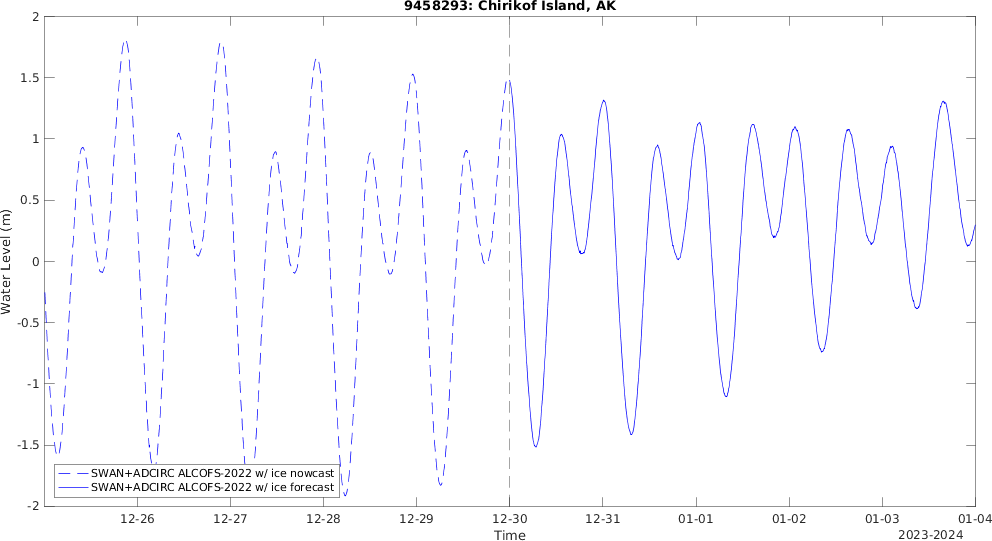 9458293: Chirikof Island, AK
2
1.5
1
0.5
0
-0.5
-1
-1.5
-2
Water Level (m)
SWAN+ADCIRC ALCOFS-2022 w/ ice nowcast
SWAN+ADCIRC ALCOFS-2022 w/ ice forecast
12-26 12-27 12-28 12-29 12-30 12-31 01-01 01-02 01-03 01-04
Time
2023-2024